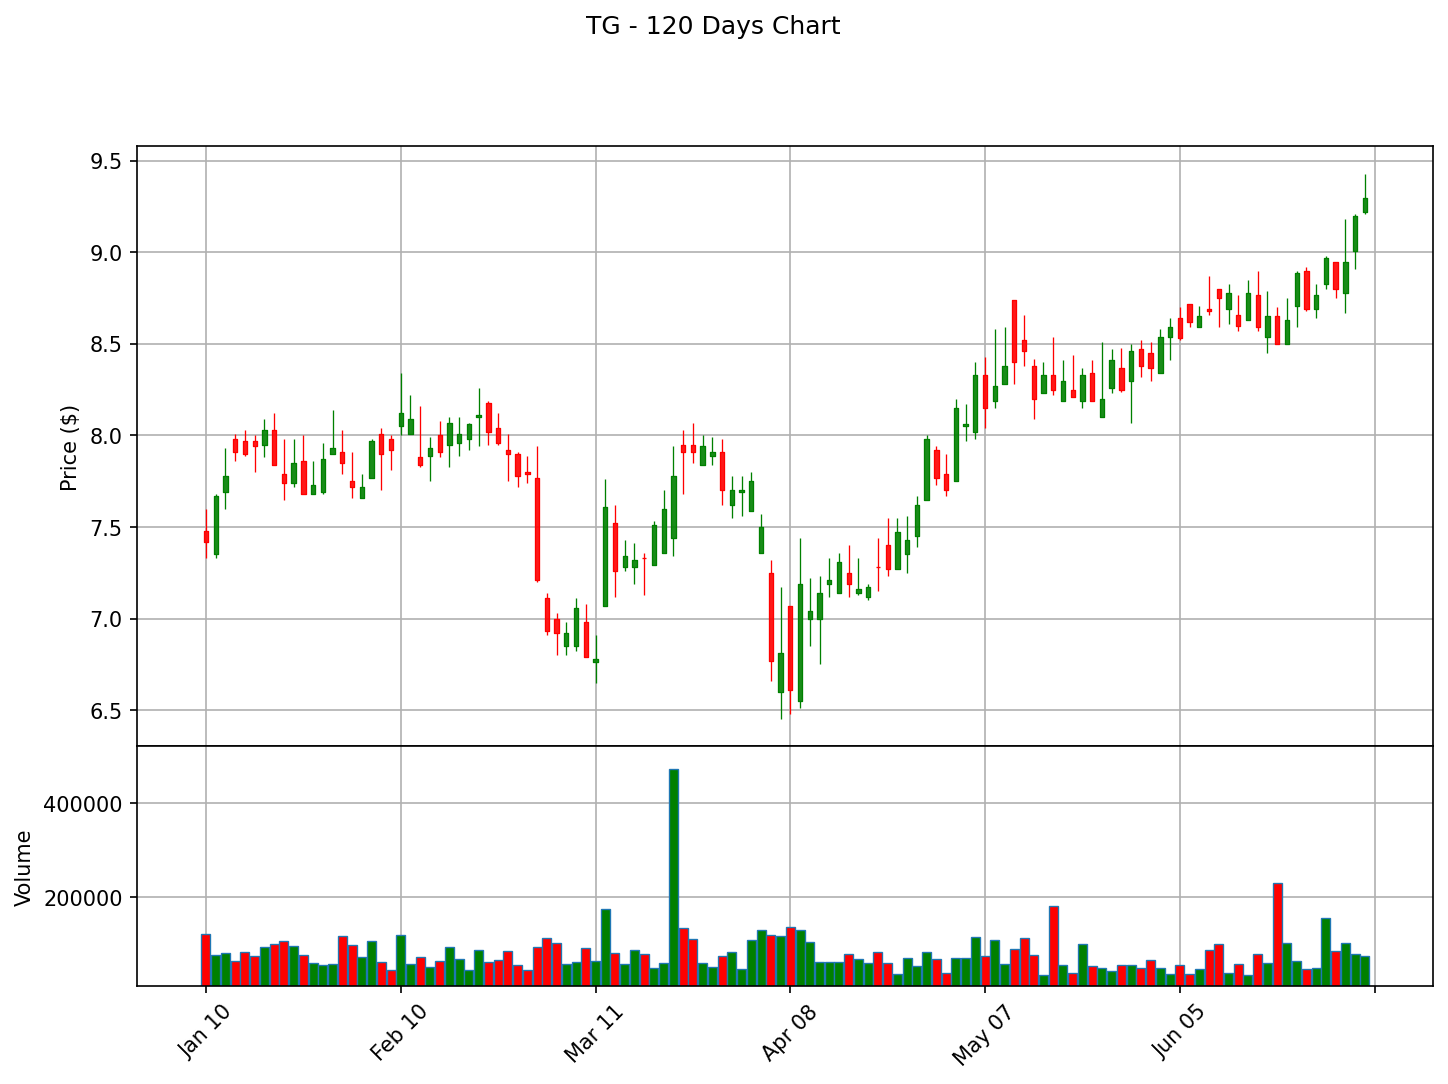 TG - 120 Days Chart
9.5
9.0
8.5
8.0
7.5
7.0
6.5
Price ($)
400000
200000
Volume
Jan 10
Feb 10
Mar 11
Apr 08
May 07
Jun 05